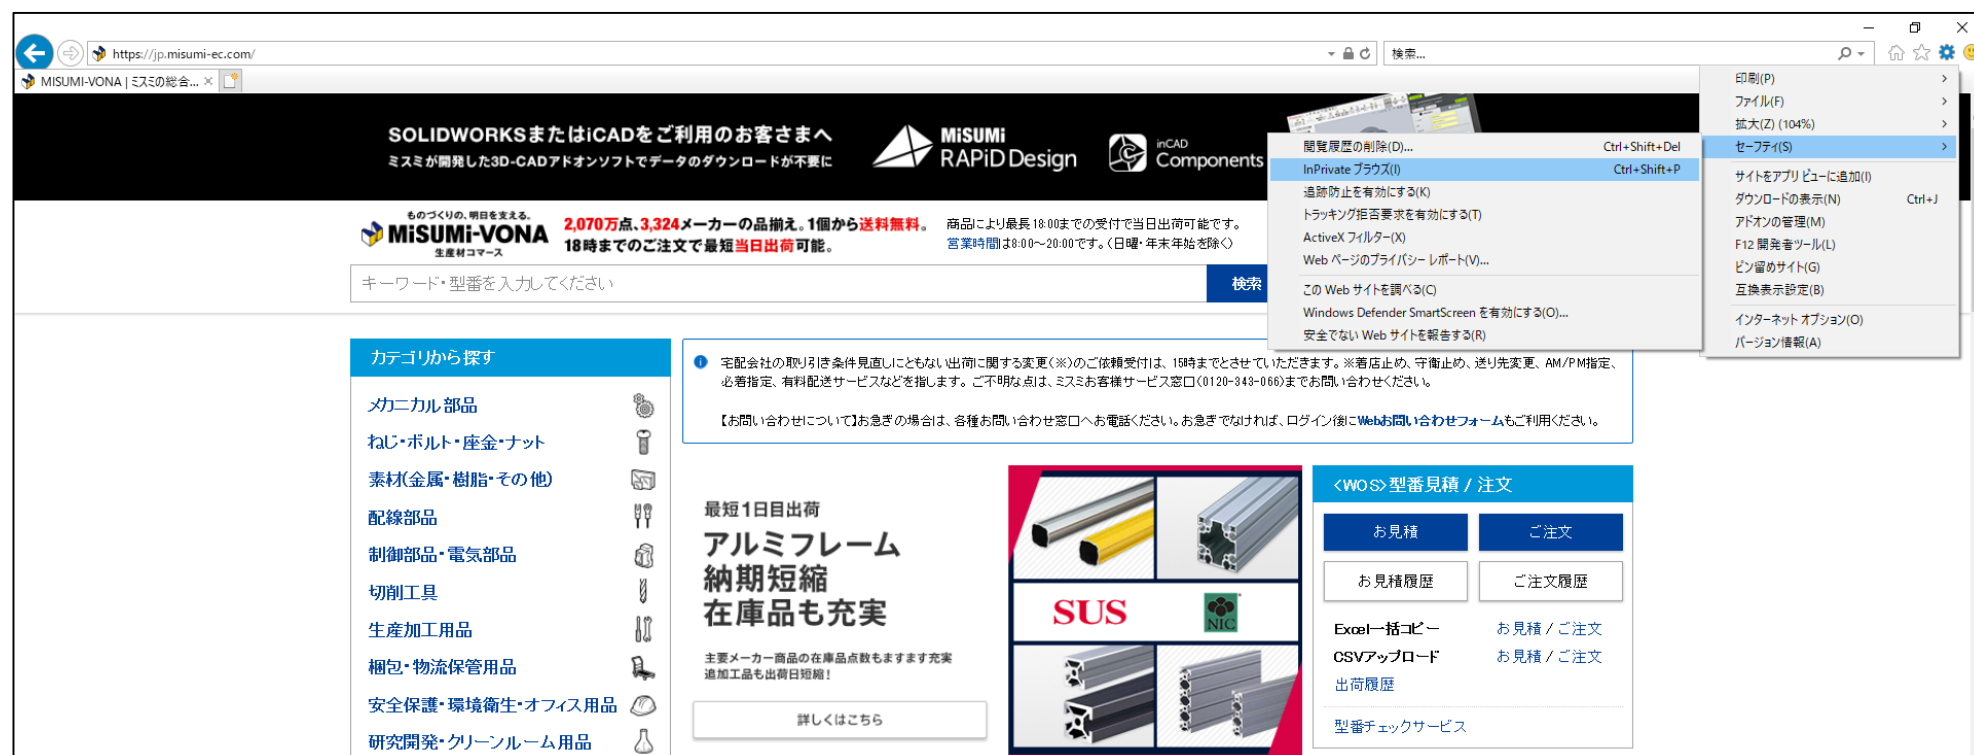 https://jp.misumi-ec.com/
検索...
MISUMI-VONA | ミスミの総合...
印刷(P)
ファイル(F)
拡大(Z) (104%)
セーフティ(S)
サイトをアプリ ビューに追加(I)
ダウンロードの表示(N) Ctrl+J
アドオンの管理(M)
F12 開発者ツール(L)
ピン留めサイト(G)
互換表示設定(B)
インターネット オプション(O)
バージョン情報(A)
閲覧履歴の削除(D)... Ctrl+Shift+Del
InPrivate ブラウズ(I) Ctrl+Shift+P
追跡防止を有効にする(K)
トラッキング拒否要求を有効にする(T)
ActiveX フィルター(X)
Web ページのプライバシー レポート(V)...
この Web サイトを調べる(C)
Windows Defender SmartScreen を有効にする(O)...
安全でない Web サイトを報告する(R)
SOLIDWORKSまたはiCADをご利用のお客さまへ
ミスミが開発した3D-CADアドオンソフトでデータのダウンロードが不要に
MiSUMi
RAPiD Design
inCAD
Components
ものづくりの、明日を支える。
MiSUMi-VONA
生産材コマース
2,070万点、3,324メーカーの品揃え。1個から送料無料。
18時までのご注文で最短当日出荷可能。
商品により最長18:00までの受付で当日出荷可能です。
営業時間は8:00～20:00です。（日曜・年末年始を除く）
キーワード・型番を入力してください
検索
カテゴリから探す
メカニカル部品
ねじ・ボルト・座金・ナット
素材(金属・樹脂・その他)
配線部品
制御部品・電気部品
切削工具
生産加工用品
梱包・物流保管用品
安全保護・環境衛生・オフィス用品
研究開発・クリーンルーム用品
宅配会社の取り引き条件見直しにともない出荷に関する変更(※)のご依頼受付は、15時までとさせていただきます。※着店止め、守衛止め、送り先変更、AM/PM指定、
必着指定、有料配送サービスなどを指します。ご不明な点は、ミスミお客様サービス窓口(0120-343-066)までお問い合わせください。
【お問い合わせについて】お急ぎの場合は、各種お問い合わせ窓口へお電話ください。お急ぎでなければ、ログイン後にWebお問い合わせフォームもご利用ください。
最短1日目出荷
アルミフレーム
納期短縮
在庫品も充実
主要メーカー商品の在庫品点数もますます充実
追加工品も出荷日短縮！
詳しくはこちら
SUS
NIC
<WOS>型番見積 / 注文
お見積 ご注文
お見積履歴 ご注文履歴
Excel一括コピー お見積 / ご注文
CSVアップロード お見積 / ご注文
出荷履歴
型番チェックサービス